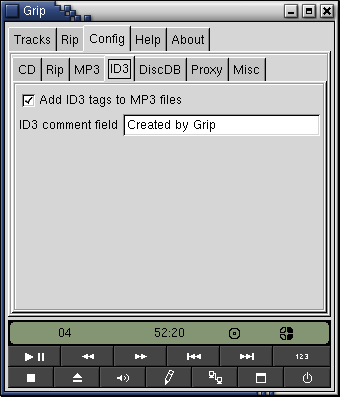 Grip
Tracks Rip Config Help About
CD Rip MP3 ID3 DiscDB Proxy Misc
Add ID3 tags to MP3 files
ID3 comment field Created by Grip
04 52:20
123